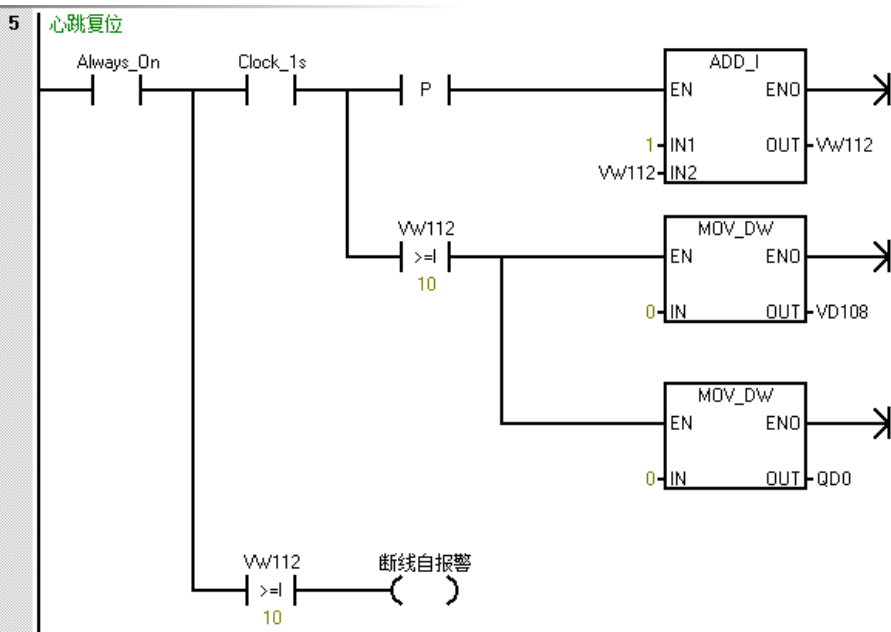 5 心跳复位
Always_On Clock_1s
P
ADD_I
EN ENO
1 IN1 OUT VW112
VW112 IN2
VW112
>=I
10
MOV_DW
EN ENO
0 IN OUT VD108
MOV_DW
EN ENO
0 IN OUT QD0
VW112 断线自报警
>=I
10